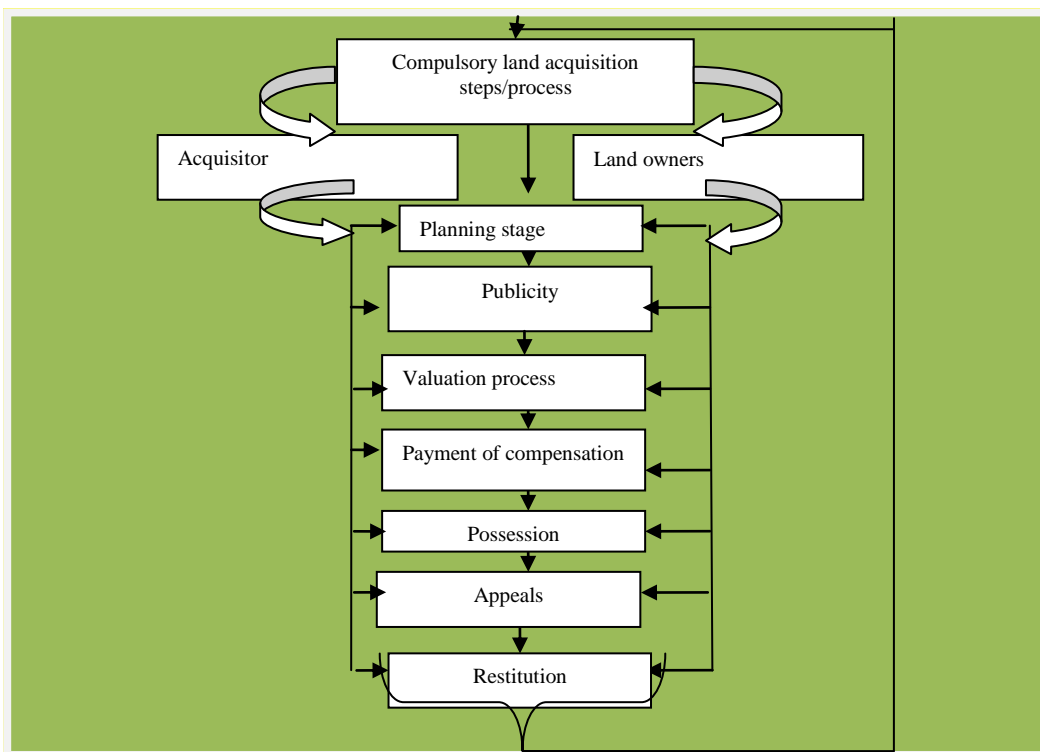 Compulsory land acquisition
steps/process
Acquisitor
Land owners
Planning stage
Publicity
Valuation process
Payment of compensation
Possession
Appeals
Restitution